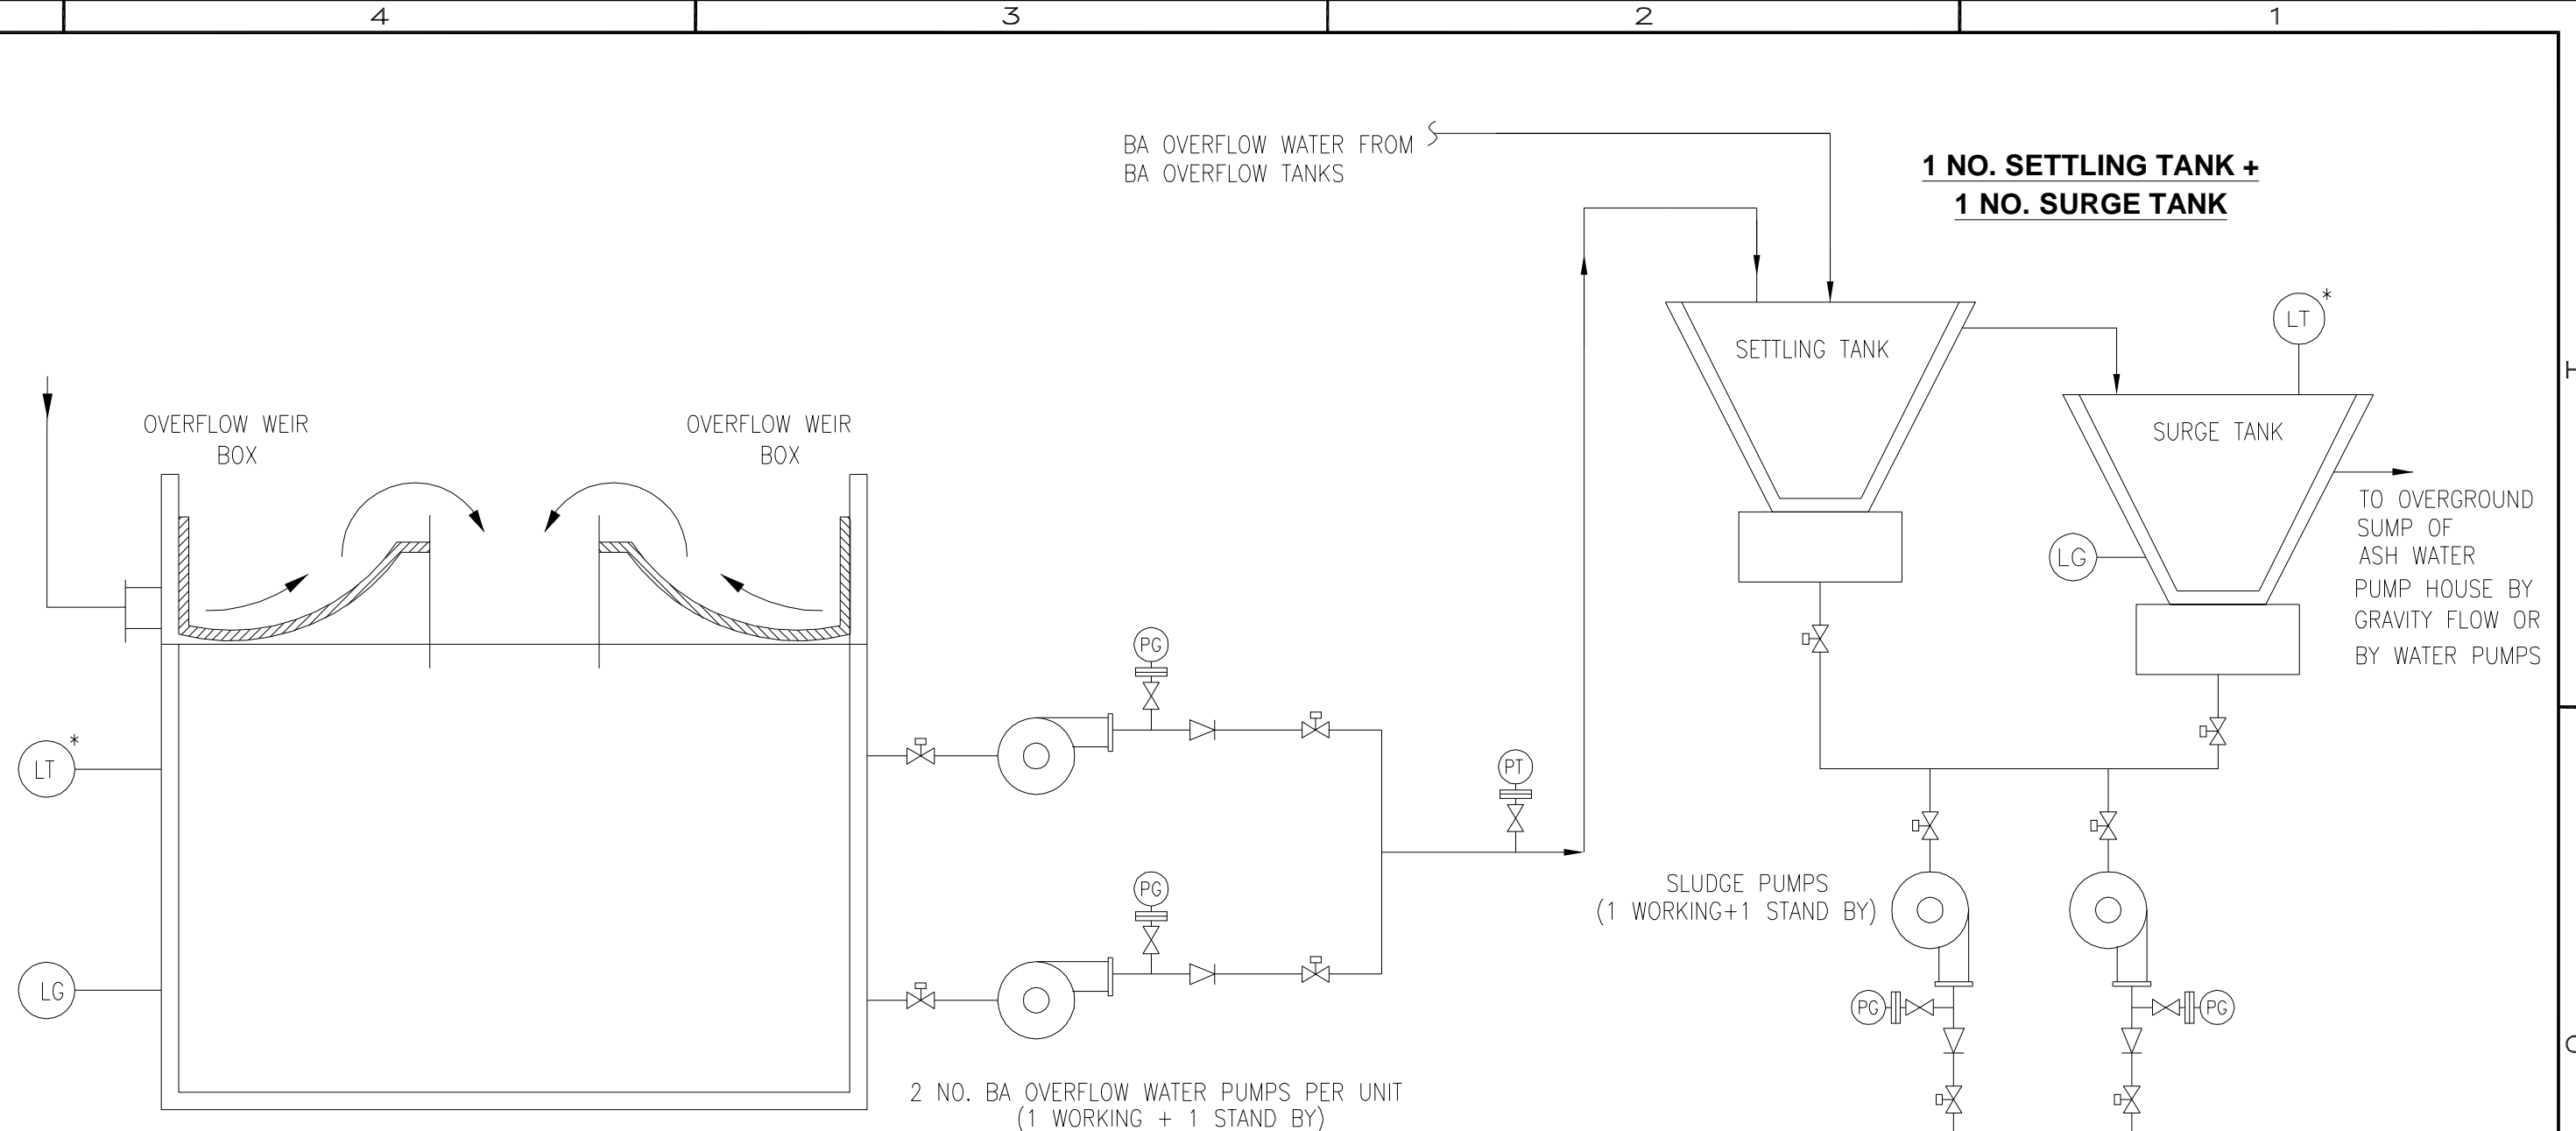 4
3
2
1
BA OVERFLOW WATER FROM
BA OVERFLOW TANKS
1 NO. SETTLING TANK +
1 NO. SURGE TANK
LT
*
SETTLING TANK
H
OVERFLOW WEIR
BOX
OVERFLOW WEIR
BOX
SURGE TANK
TO OVERGROUND
SUMP OF
ASH WATER
PUMP HOUSE BY
GRAVITY FLOW OR
BY WATER PUMPS
LG
PG
LT
*
PT
PG
SLUDGE PUMPS
(1 WORKING+1 STAND BY)
LG
PG
PG
2 NO. BA OVERFLOW WATER PUMPS PER UNIT
(1 WORKING + 1 STAND BY)